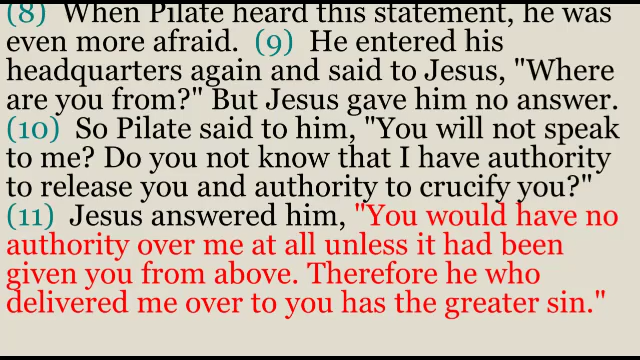 (8) When Pilate heard this statement, he was
even more afraid. (9) He entered his
headquarters again and said to Jesus, "Where
are you from?" But Jesus gave him no answer.
(10) So Pilate said to him, "You will not speak
to me? Do you not know that I have authority
to release you and authority to crucify you?"
(11) Jesus answered him, "You would have no
authority over me at all unless it had been
given you from above. Therefore he who
delivered me over to you has the greater sin."